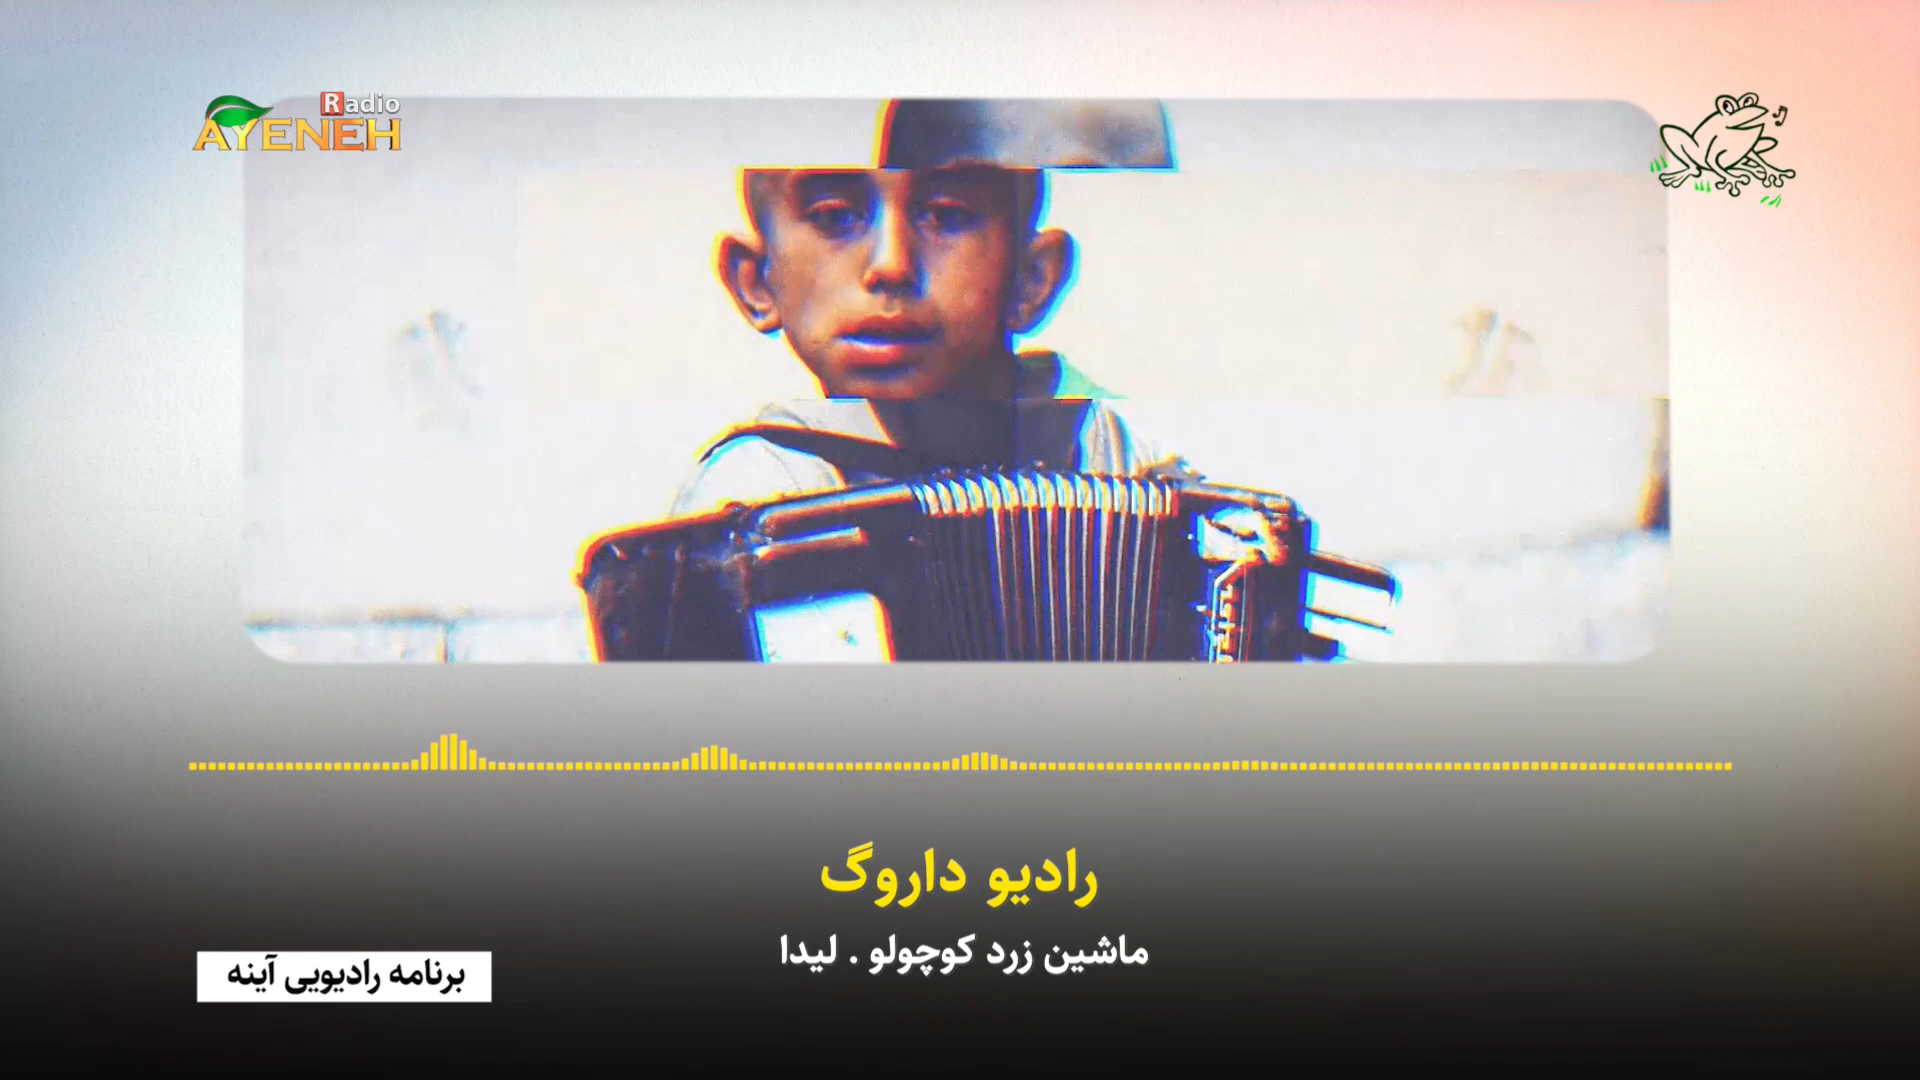 Radio
AYENEH
رادیو داروگ
ماشین زرد کوچولو . لیدا
برنامه رادیویی آینه